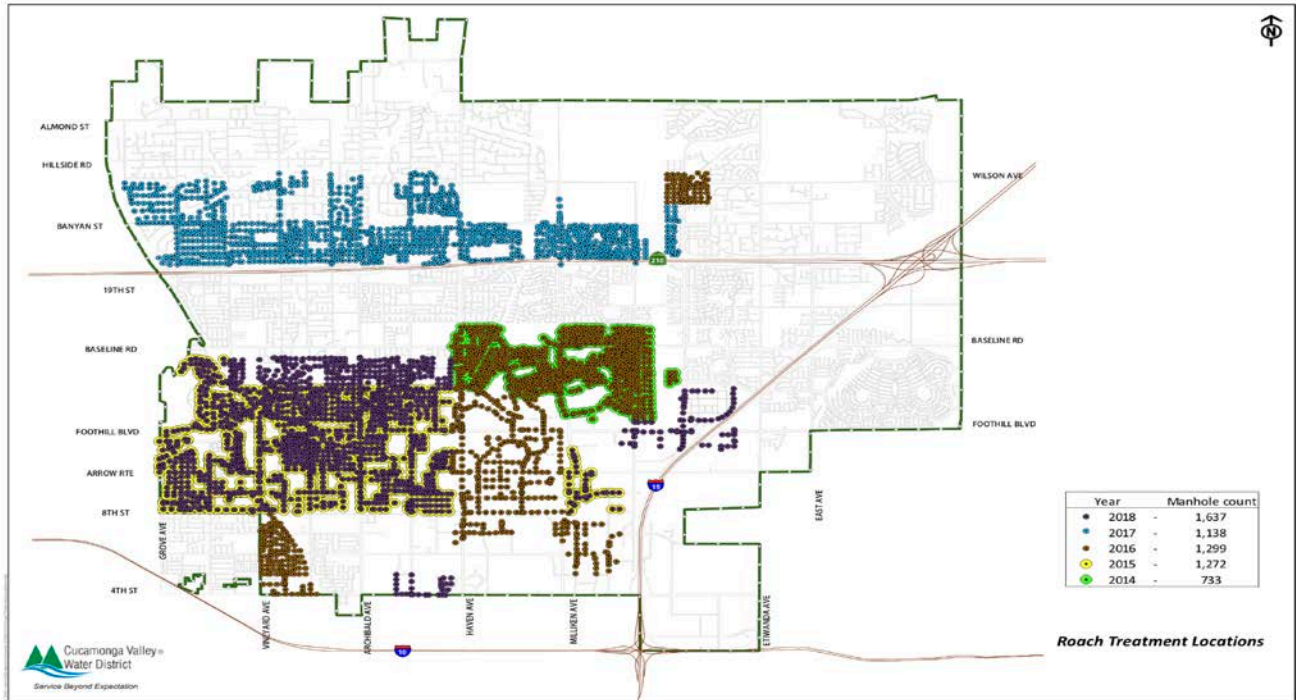 N
ALMOND ST
HILLSIDE RD
WILSON AVE
BANYAN ST
210
19TH ST
BASELINE RD
BASELINE RD
FOOTHILL BLVD
FOOTHILL BLVD
ARROW RTE
15
8TH ST
EAST AVE
GROVE AVE
4TH ST
VINEYARD AVE
ARCHIBALD AVE
HAVEN AVE
MILLIKEN AVE
ETIWANDA AVE
10
Year Manhole count
2018 - 1,637
2017 - 1,138
2016 - 1,299
2015 - 1,272
2014 - 733
Roach Treatment Locations
Cucamonga Valley
Water District
Service Beyond Expectation